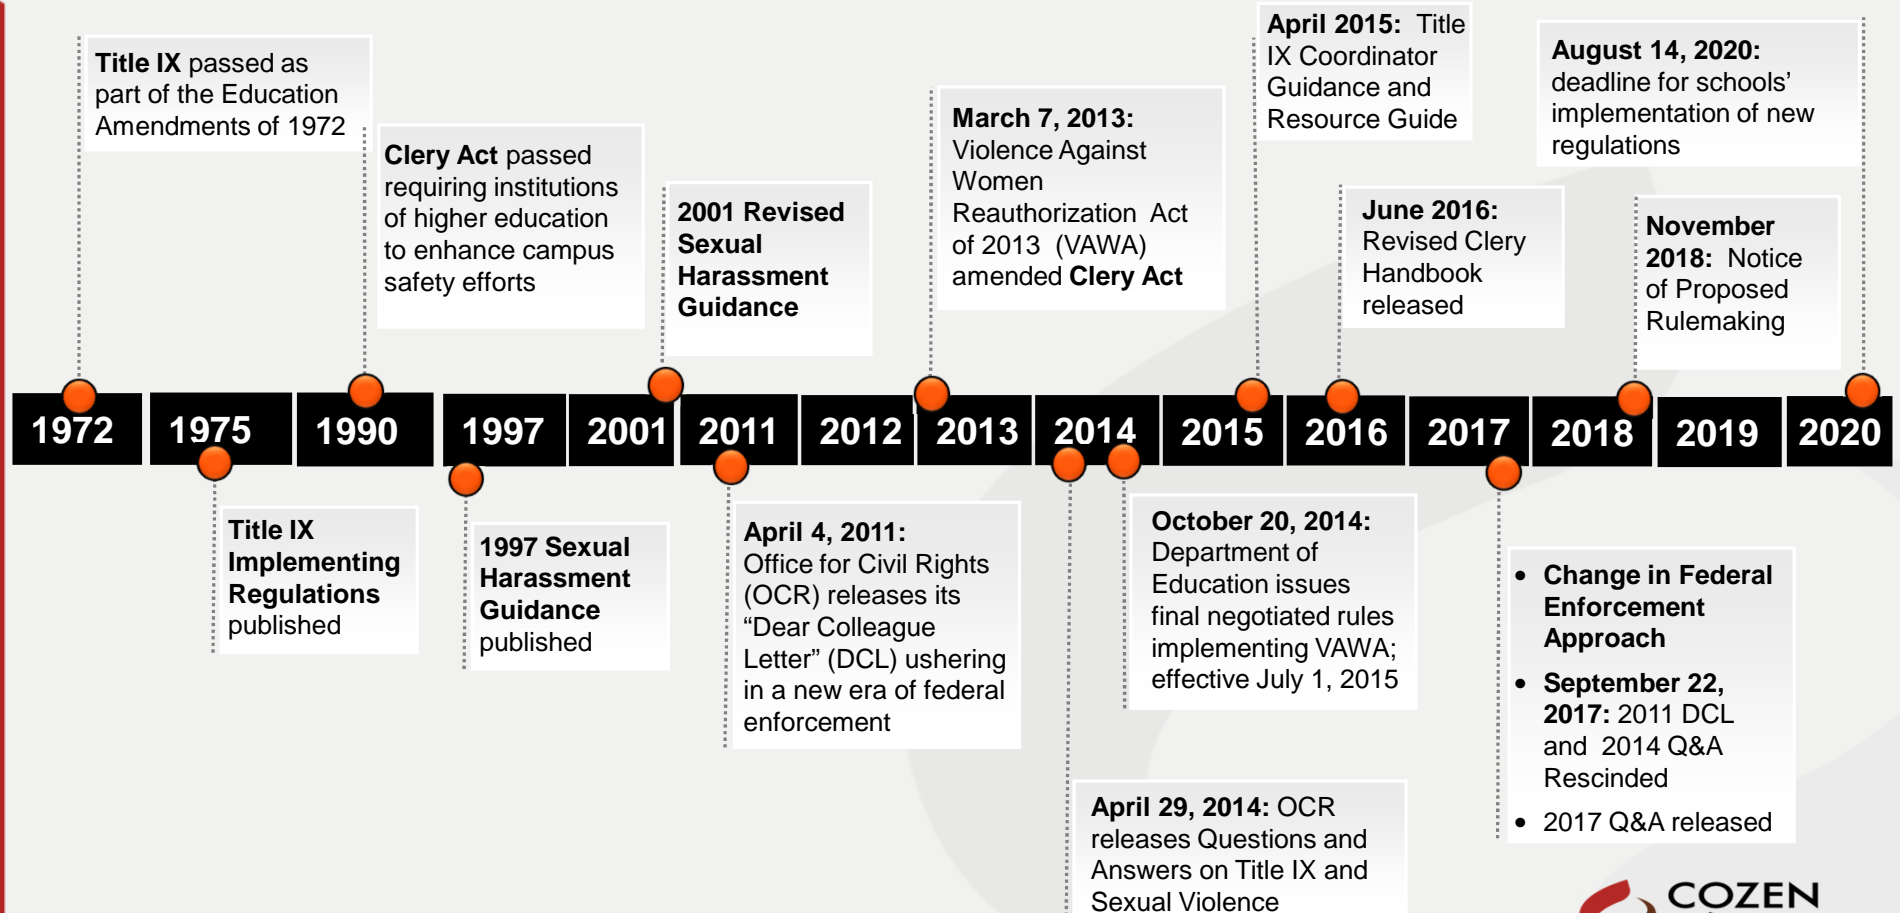 Title IX passed as
part of the Education
Amendments of 1972
Clery Act passed
requiring institutions
of higher education
to enhance campus
safety efforts
2001 Revised
Sexual
Harassment
Guidance
March 7, 2013:
Violence Against
Women
Reauthorization Act
of 2013 (VAWA)
amended Clery Act
April 2015: Title
IX Coordinator
Guidance and
Resource Guide
June 2016:
Revised Clery
Handbook
released
August 14, 2020:
deadline for schools’
implementation of new
regulations
November
2018: Notice
of Proposed
Rulemaking
1972 1975 1990 1997 2001 2011 2012 2013 2014 2015 2016 2017 2018 2019 2020
Title IX
Implementing
Regulations
published
1997 Sexual
Harassment
Guidance
published
April 4, 2011:
Office for Civil Rights
(OCR) releases its
“Dear Colleague
Letter” (DCL) ushering
in a new era of federal
enforcement
October 20, 2014:
Department of
Education issues
final negotiated rules
implementing VAWA;
effective July 1, 2015
April 29, 2014: OCR
releases Questions and
Answers on Title IX and
Sexual Violence
• Change in Federal
Enforcement
Approach
• September 22,
2017: 2011 DCL
and 2014 Q&A
Rescinded
• 2017 Q&A released
COZEN